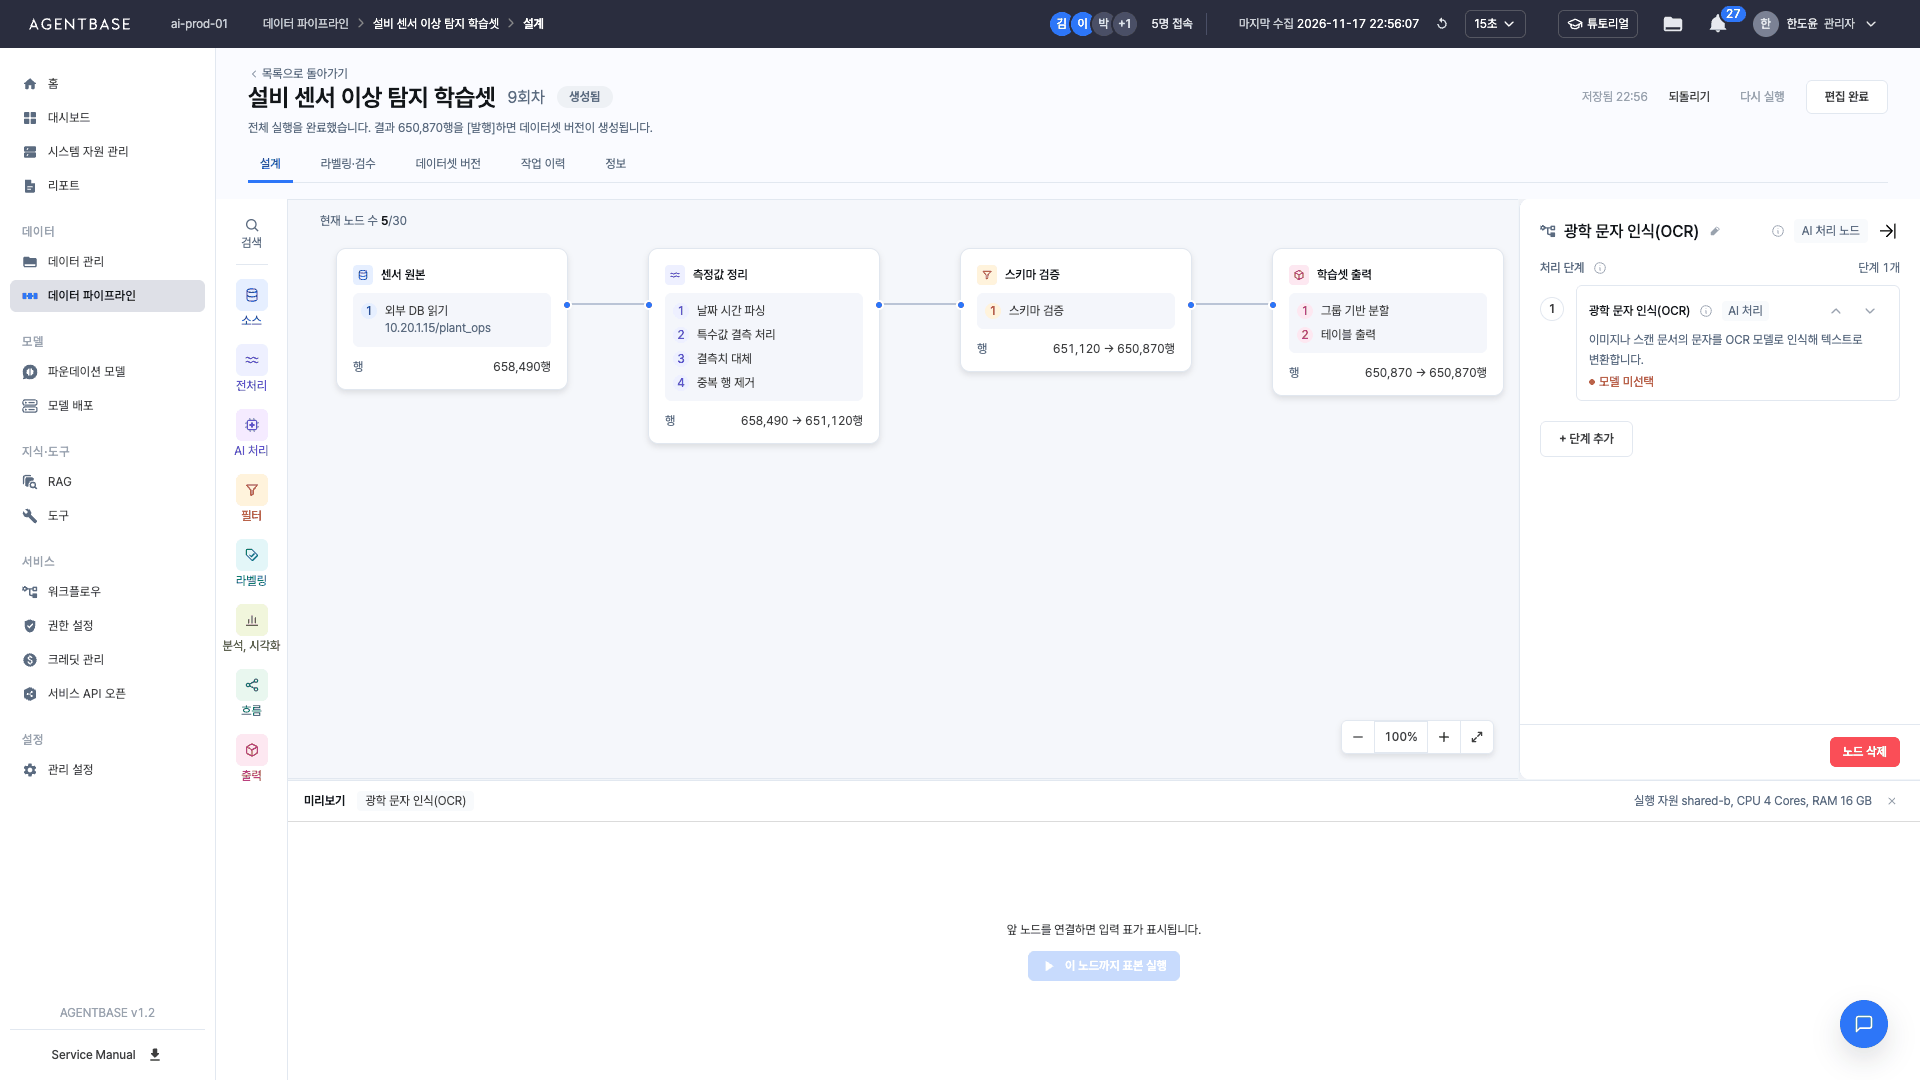 AGENTBASE
ai-prod-01
데이터 파이프라인 > 설비 센서 이상 탐지 학습셋 > 설계
김 이 박 +1 5명 접속
마지막 수집 2026-11-17 22:56:07
15초
튜토리얼
27
한 한도윤 관리자
홈
대시보드
시스템 자원 관리
리포트
데이터
데이터 관리
데이터 파이프라인
모델
파운데이션 모델
모델 배포
지식·도구
RAG
도구
서비스
워크플로우
권한 설정
크레딧 관리
서비스 API 오픈
설정
관리 설정
AGENTBASE v1.2
Service Manual
목록으로 돌아가기
설비 센서 이상 탐지 학습셋 9회차 생성됨
전체 실행을 완료했습니다. 결과 650,870행을 [발행]하면 데이터셋 버전이 생성됩니다.
저장됨 22:56 되돌리기 다시 실행 편집 완료
설계 라벨링·검수 데이터셋 버전 작업 이력 정보
검색
소스
전처리
AI 처리
필터
라벨링
분석, 시각화
흐름
출력
현재 노드 수 5/30
센서 원본
1 외부 DB 읽기
10.20.1.15/plant_ops
행 658,490행
측정값 정리
1 날짜 시간 파싱
2 특수값 결측 처리
3 결측치 대체
4 중복 행 제거
행 658,490 → 651,120행
스키마 검증
1 스키마 검증
행 651,120 → 650,870행
학습셋 출력
1 그룹 기반 분할
2 테이블 출력
행 650,870 → 650,870행
100%
광학 문자 인식(OCR) AI 처리 노드
처리 단계 단계 1개
1 광학 문자 인식(OCR) AI 처리
이미지나 스캔 문서의 문자를 OCR 모델로 인식해 텍스트로
변환합니다.
모델 미선택
+ 단계 추가
노드 삭제
미리보기 광학 문자 인식(OCR)
실행 자원 shared-b, CPU 4 Cores, RAM 16 GB
앞 노드를 연결하면 입력 표가 표시됩니다.
이 노드까지 표본 실행